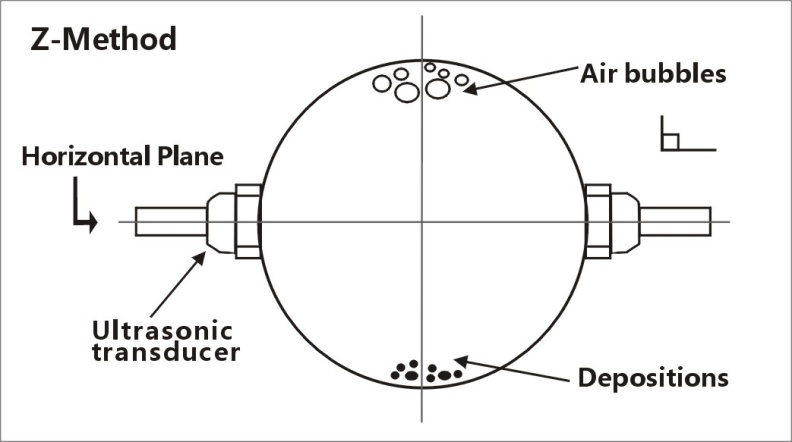 Z-Method
Air bubbles
Horizontal Plane
Ultrasonic
transducer
Depositions